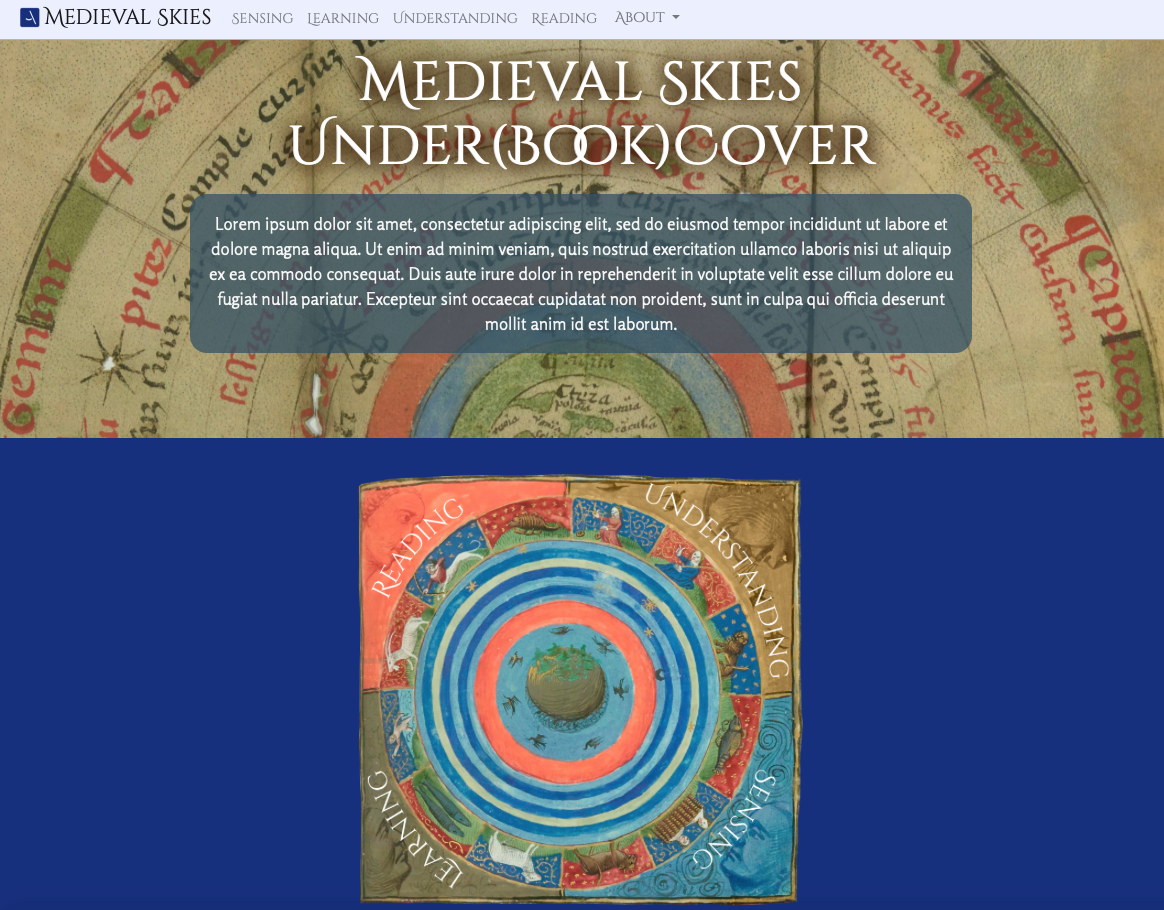 Medieval Skies Sensing Learning Understanding Reading About
Medieval Skies
Under(Book)Cover
Lorem ipsum dolor sit amet, consectetur adipiscing elit, sed do eiusmod tempor incididunt ut labore et
dolore magna aliqua. Ut enim ad minim veniam, quis nostrud exercitation ullamco laboris nisi ut aliquip
ex ea commodo consequat. Duis aute irure dolor in reprehenderit in voluptate velit esse cillum dolore eu
fugiat nulla pariatur. Excepteur sint occaecat cupidatat non proident, sunt in culpa qui officia deserunt
mollit anim id est laborum.
Reading
Understanding
Learning
Sensing